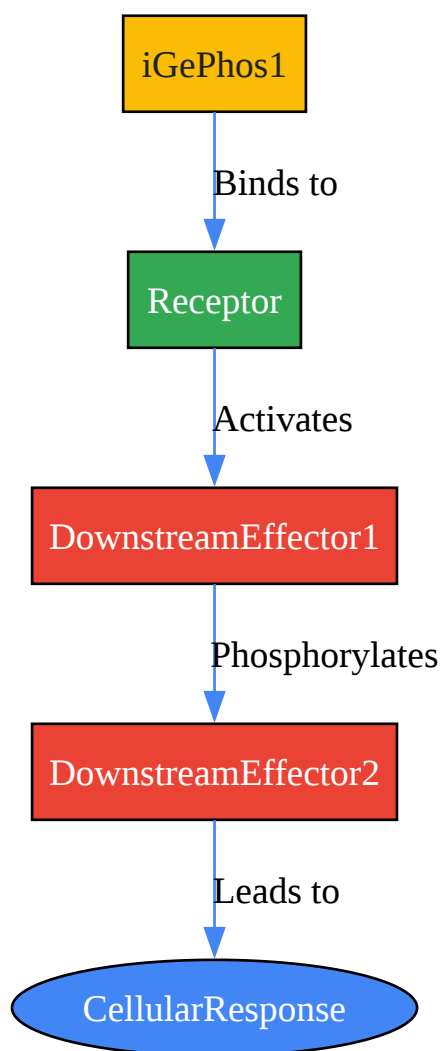 iGePhos1
Binds to
Receptor
Activates
DownstreamEffector1
Phosphorylates
DownstreamEffector2
Leads to
CellularResponse